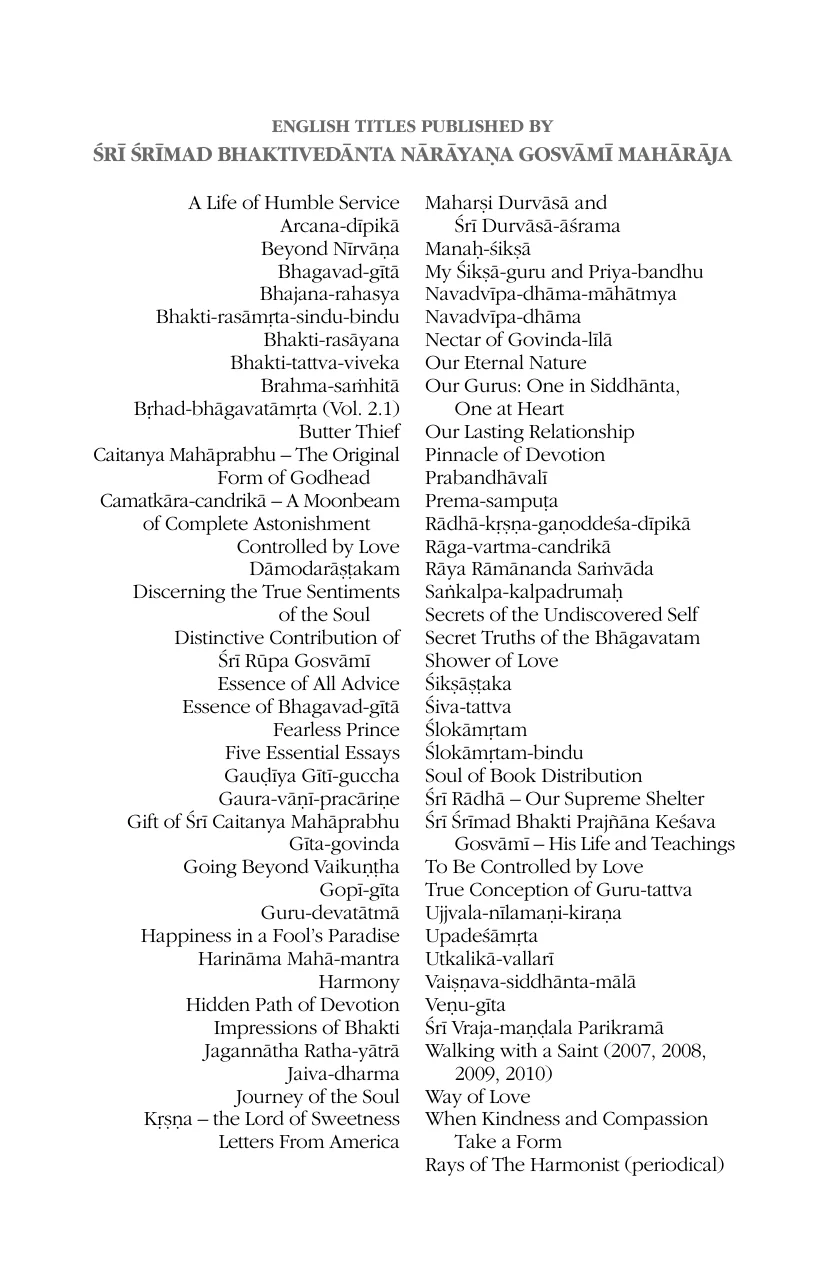 ENGLISH TITLES PUBLISHED BY
ŚRĪ ŚRĪMAD BHAKTIVEDĀNTA NĀRĀYAṆA GOSVĀMĪ MAHĀRĀJA
A Life of Humble Service
Arcana-dīpikā
Beyond Nīrvāṇa
Bhagavad-gītā
Bhajana-rahasya
Bhakti-rasāmṛta-sindu-bindu
Bhakti-rasāyana
Bhakti-tattva-viveka
Brahma-saṁhitā
Bṛhad-bhāgavatāmṛta (Vol. 2.1)
Butter Thief
Caitanya Mahāprabhu – The Original
Form of Godhead
Camatkāra-candrikā – A Moonbeam
of Complete Astonishment
Controlled by Love
Dāmodarāṣṭakam
Discerning the True Sentiments
of the Soul
Distinctive Contribution of
Śrī Rūpa Gosvāmī
Essence of All Advice
Essence of Bhagavad-gītā
Fearless Prince
Five Essential Essays
Gauḍīya Gītī-guccha
Gaura-vāṇī-pracāriṇe
Gift of Śrī Caitanya Mahāprabhu
Gīta-govinda
Going Beyond Vaikuṇṭha
Gopī-gīta
Guru-devatātmā
Happiness in a Fool’s Paradise
Harināma Mahā-mantra
Harmony
Hidden Path of Devotion
Impressions of Bhakti
Jagannātha Ratha-yātrā
Jaiva-dharma
Journey of the Soul
Kṛṣṇa – the Lord of Sweetness
Letters From America
Maharṣi Durvāsā and
Śrī Durvāsā-āśrama
Manaḥ-śikṣā
My Śikṣā-guru and Priya-bandhu
Navadvīpa-dhāma-māhātmya
Navadvīpa-dhāma
Nectar of Govinda-līlā
Our Eternal Nature
Our Gurus: One in Siddhānta,
One at Heart
Our Lasting Relationship
Pinnacle of Devotion
Prabandhāvalī
Prema-sampuṭa
Rādhā-kṛṣṇa-gaṇoddeśa-dīpikā
Rāga-vartma-candrikā
Rāya Rāmānanda Saṁvāda
Saṅkalpa-kalpadrumaḥ
Secrets of the Undiscovered Self
Secret Truths of the Bhāgavatam
Shower of Love
Śikṣāṣṭaka
Śiva-tattva
Ślokāmṛtam
Ślokāmṛtam-bindu
Soul of Book Distribution
Śrī Rādhā – Our Supreme Shelter
Śrī Śrīmad Bhakti Prajñāna Keśava
Gosvāmī – His Life and Teachings
To Be Controlled by Love
True Conception of Guru-tattva
Ujjvala-nīlamaṇi-kiraṇa
Upadeśāmṛta
Utkalikā-vallarī
Vaiṣṇava-siddhānta-mālā
Veṇu-gīta
Śrī Vraja-maṇḍala Parikramā
Walking with a Saint (2007, 2008,
2009, 2010)
Way of Love
When Kindness and Compassion
Take a Form
Rays of The Harmonist (periodical)